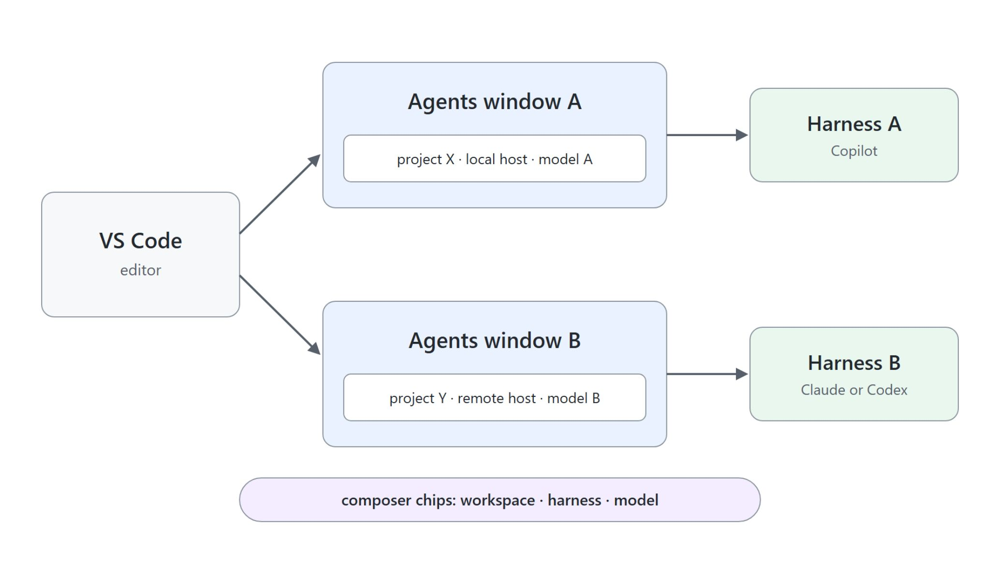 VS Code
editor
Agents window A
project X · local host · model A
Harness A
Copilot
Agents window B
project Y · remote host · model B
Harness B
Claude or Codex
composer chips: workspace · harness · model